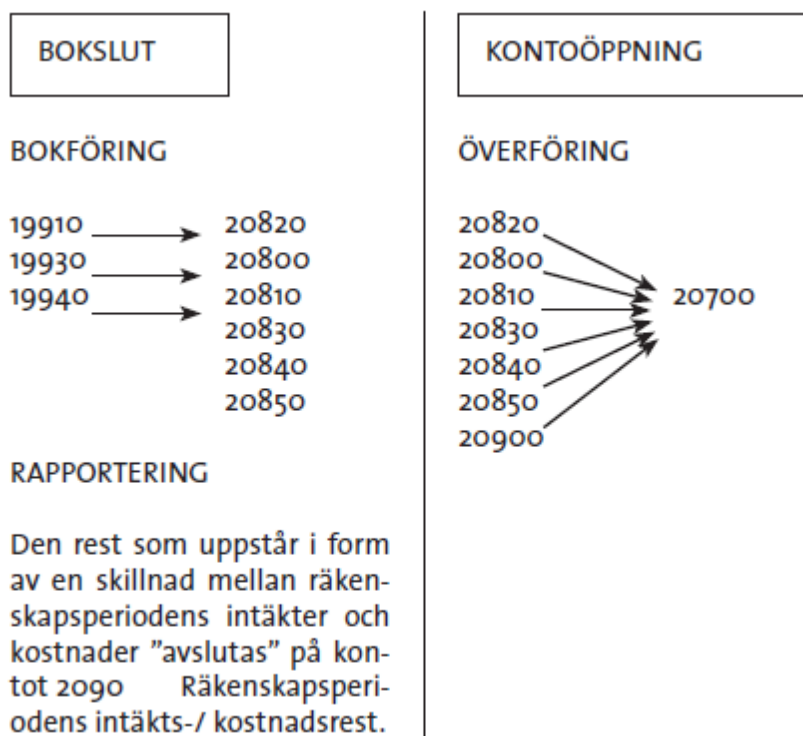 BOKSLUT
BOKFÖRING
19910 20820
19930 20800
19940 20810
20830
20840
20850
RAPPORTERING
Den rest som uppstår i form
av en skillnad mellan räken-
skapsperiodens intäkter och
kostnader ”avslutas” på kon-
tot 2090 Räkenskapsperi-
odens intäkts-/ kostnadsrest.
KONTOÖPPNING
ÖVERFÖRING
20820
20800
20810 20700
20830
20840
20850
20900